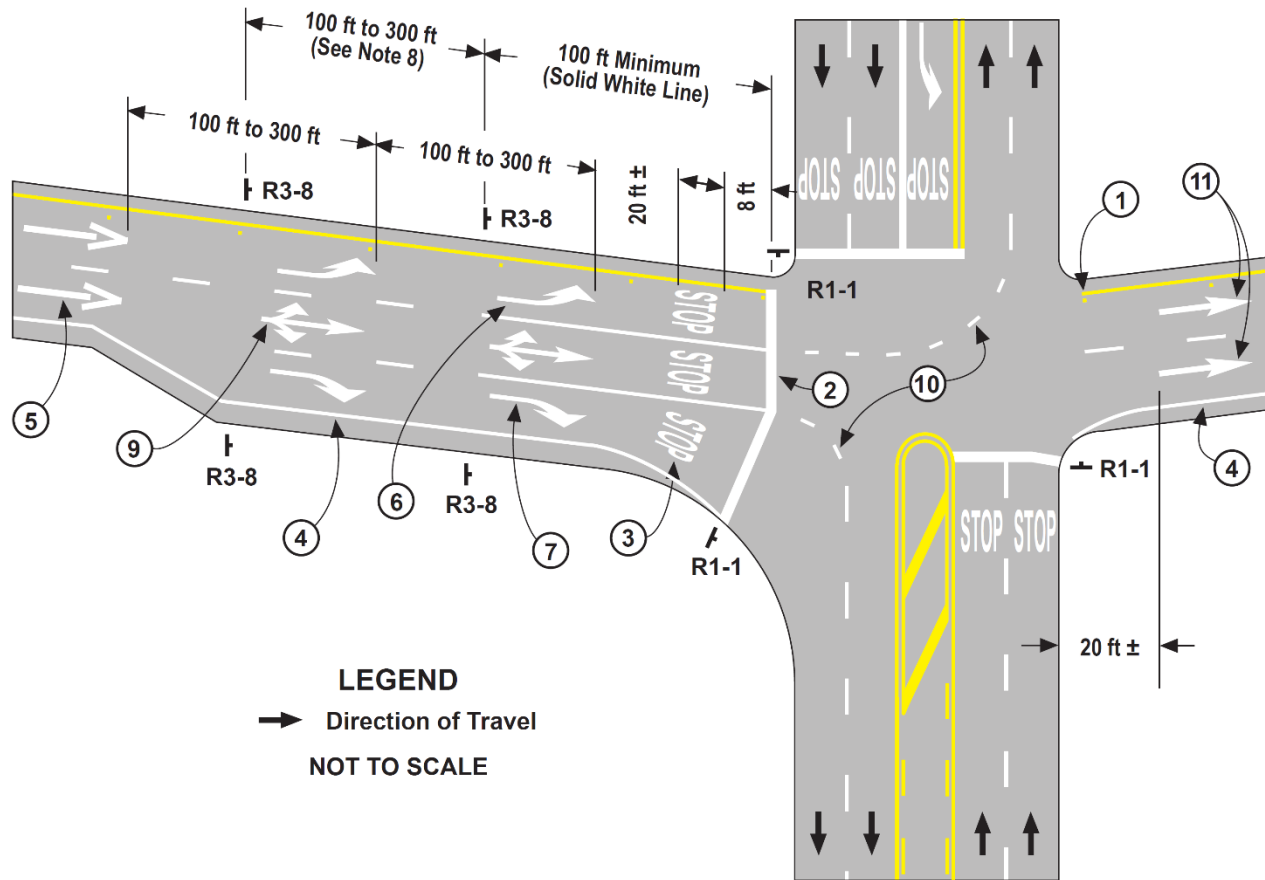 100 ft to 300 ft
(See Note 8)
100 ft Minimum
(Solid White Line)
100 ft to 300 ft
100 ft to 300 ft
20 ft ±
8 ft
R3-8
R3-8
R1-1
STOP
STOP
STOP
1
11
STOP
STOP
STOP
2
10
5
9
6
7
3
4
4
R3-8
R3-8
R1-1
R1-1
STOP STOP
20 ft ±
LEGEND
Direction of Travel
NOT TO SCALE